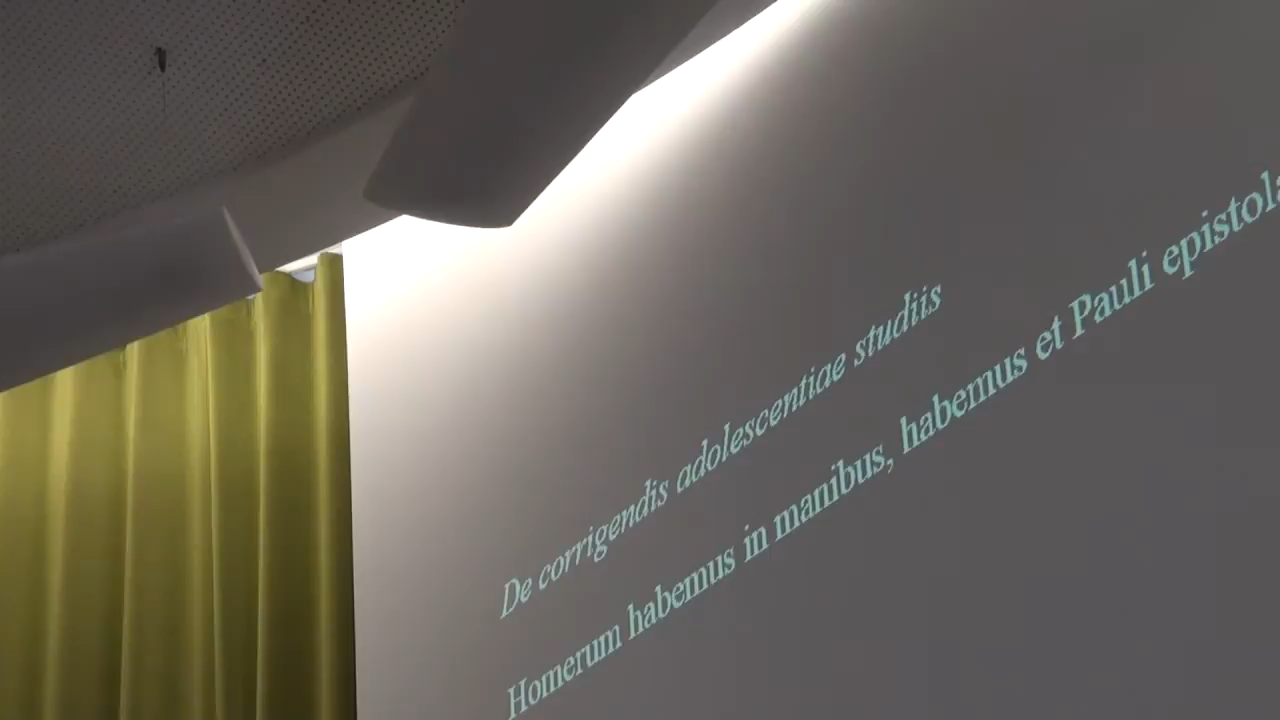 De corrigendis adolescentiae studiis
Homerum habemus in manibus, habemus et Pauli